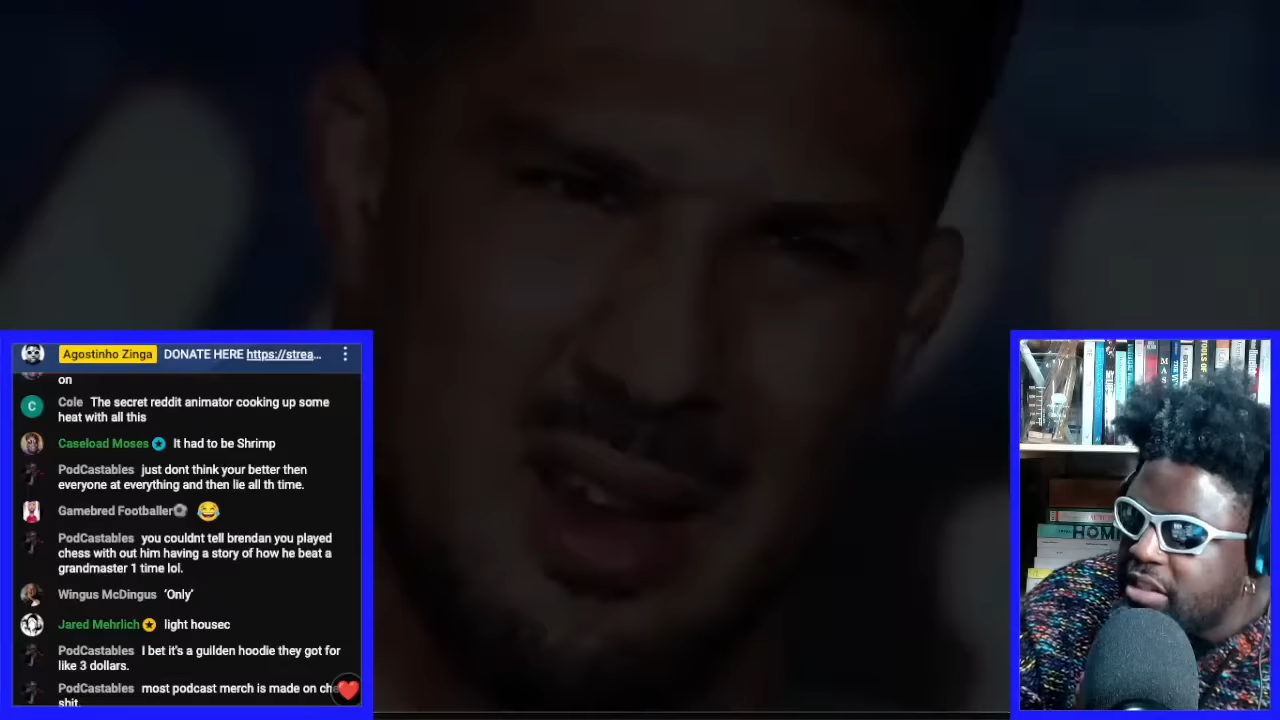 Agostinho Zinga DONATE HERE https://strea...
on
Cole The secret reddit animator cooking up some
heat with all this
Caseload Moses It had to be Shrimp
PodCastables just dont think your better then
everyone at everything and then lie all th time.
Gamebred Footballer
PodCastables you couldnt tell brendan you played
chess with out him having a story of how he beat a
grandmaster 1 time lol.
Wingus McDingus ‘Only’
Jared Mehrlich light housec
PodCastables I bet it's a guilden hoodie they got for
like 3 dollars.
PodCastables most podcast merch is made on
shit.
C
TOOLS OF
HOM